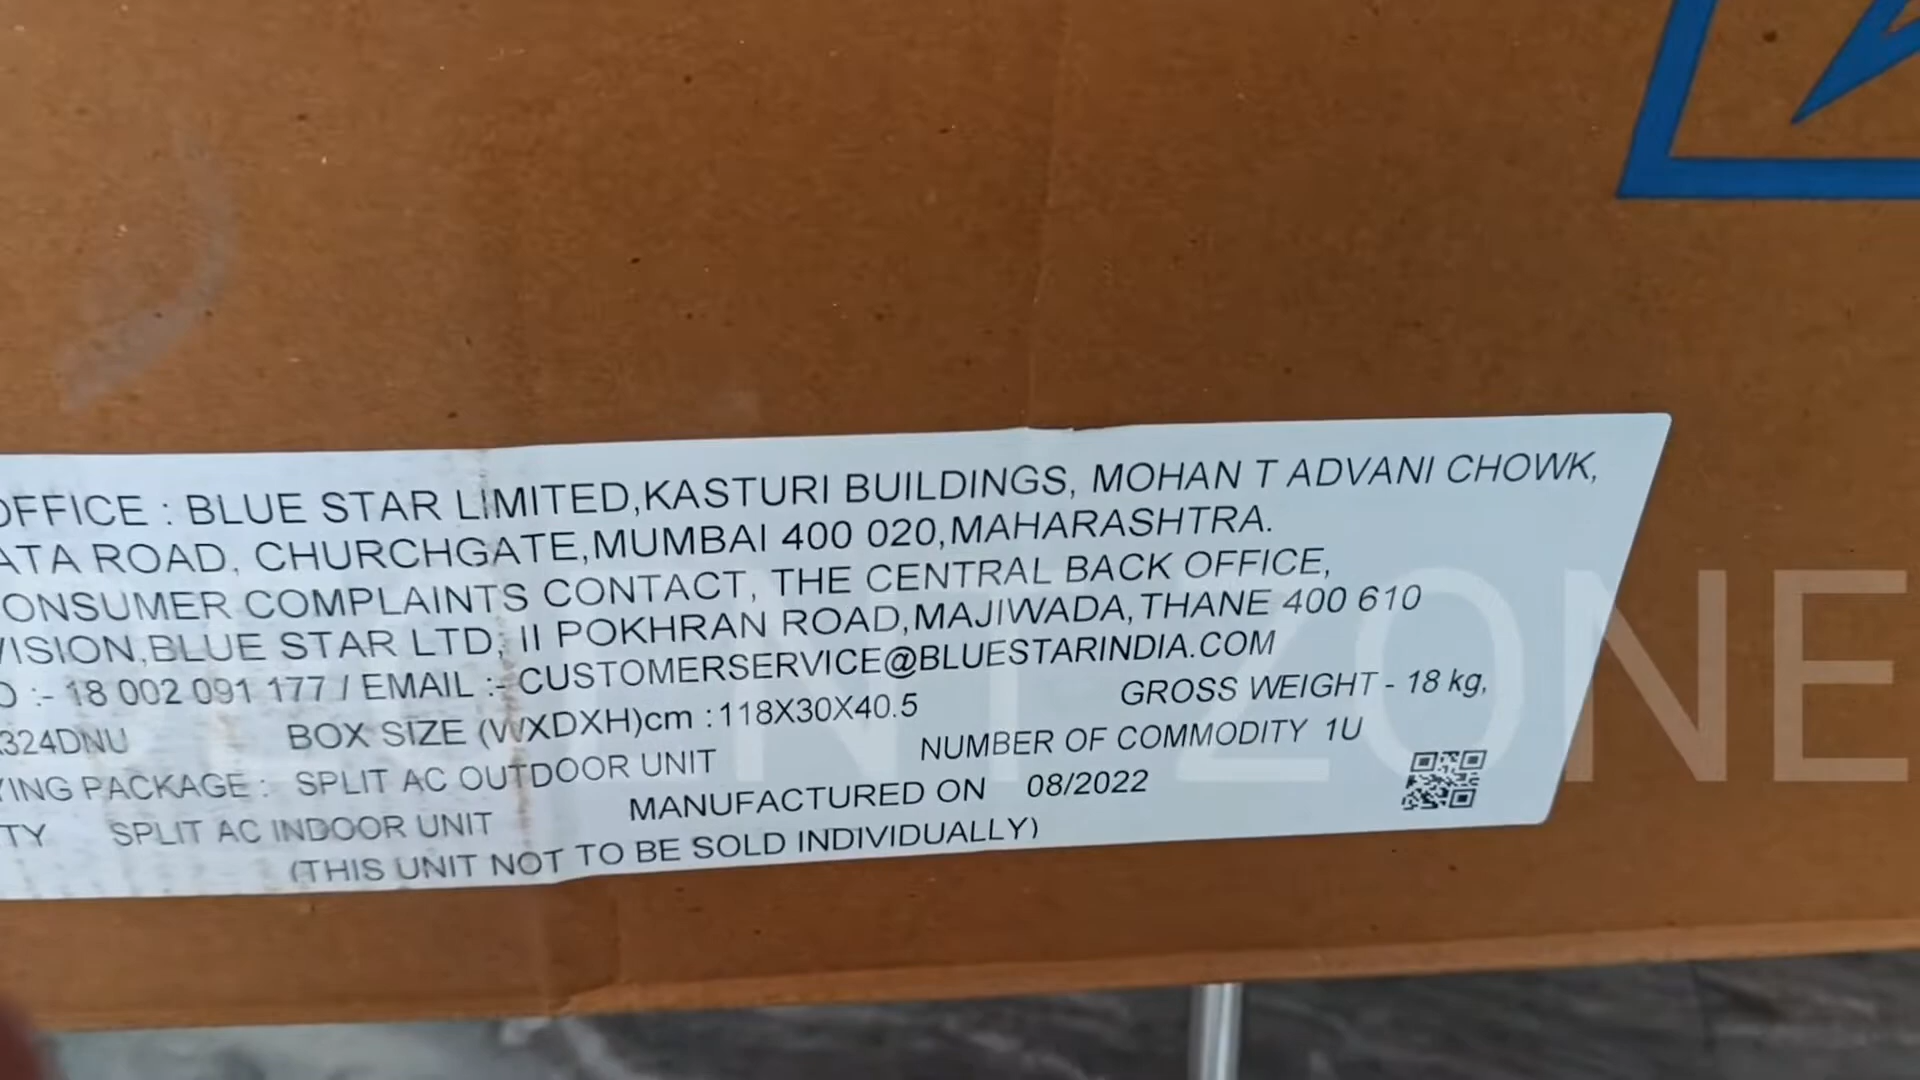 OFFICE : BLUE STAR LIMITED,KASTURI BUILDINGS, MOHAN T ADVANI CHOWK,
ATA ROAD, CHURCHGATE,MUMBAI 400 020,MAHARASHTRA.
ONSUMER COMPLAINTS CONTACT, THE CENTRAL BACK OFFICE,
VISION,BLUE STAR LTD, II POKHRAN ROAD,MAJIWADA,THANE 400 610
O :- 18 002 091 177 / EMAIL :- CUSTOMERSERVICE@BLUESTARINDIA.COM
324DNU BOX SIZE (WXDXH)cm :118X30X40.5 GROSS WEIGHT - 18 kg,
YING PACKAGE : SPLIT AC OUTDOOR UNIT NUMBER OF COMMODITY 1U
TY SPLIT AC INDOOR UNIT MANUFACTURED ON 08/2022
(THIS UNIT NOT TO BE SOLD INDIVIDUALLY)
NT ZONE